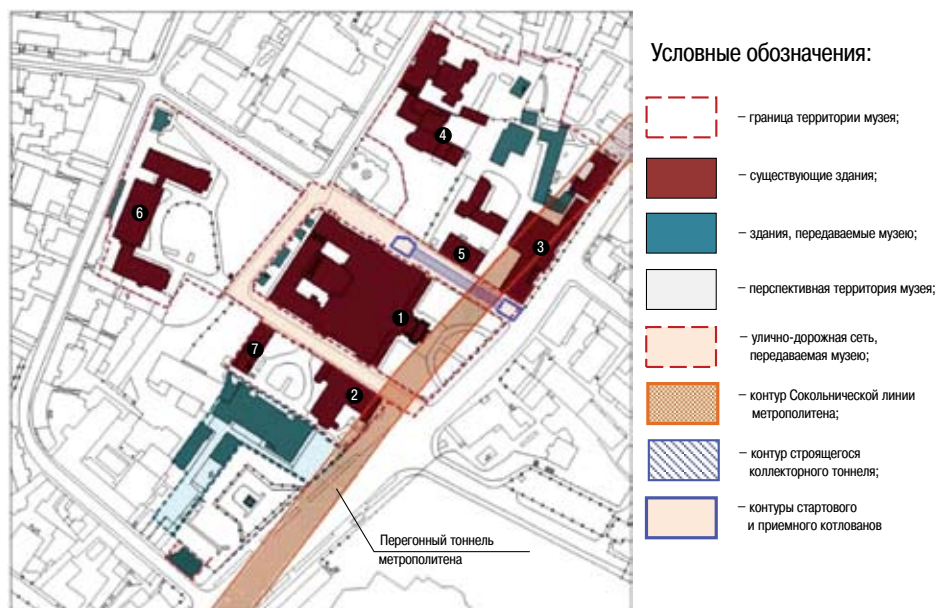 Условные обозначения:
– граница территории музея;
– существующие здания;
– здания, передаваемые музею;
– перспективная территория музея;
– улично-дорожная сеть,
передаваемая музею;
– контур Сокольнической линии
метрополитена;
– контур строящегося
коллекторного тоннеля;
– контуры стартового
и приемного котлованов
4
6
5
3
1
7
2
Перегонный тоннель
метрополитена